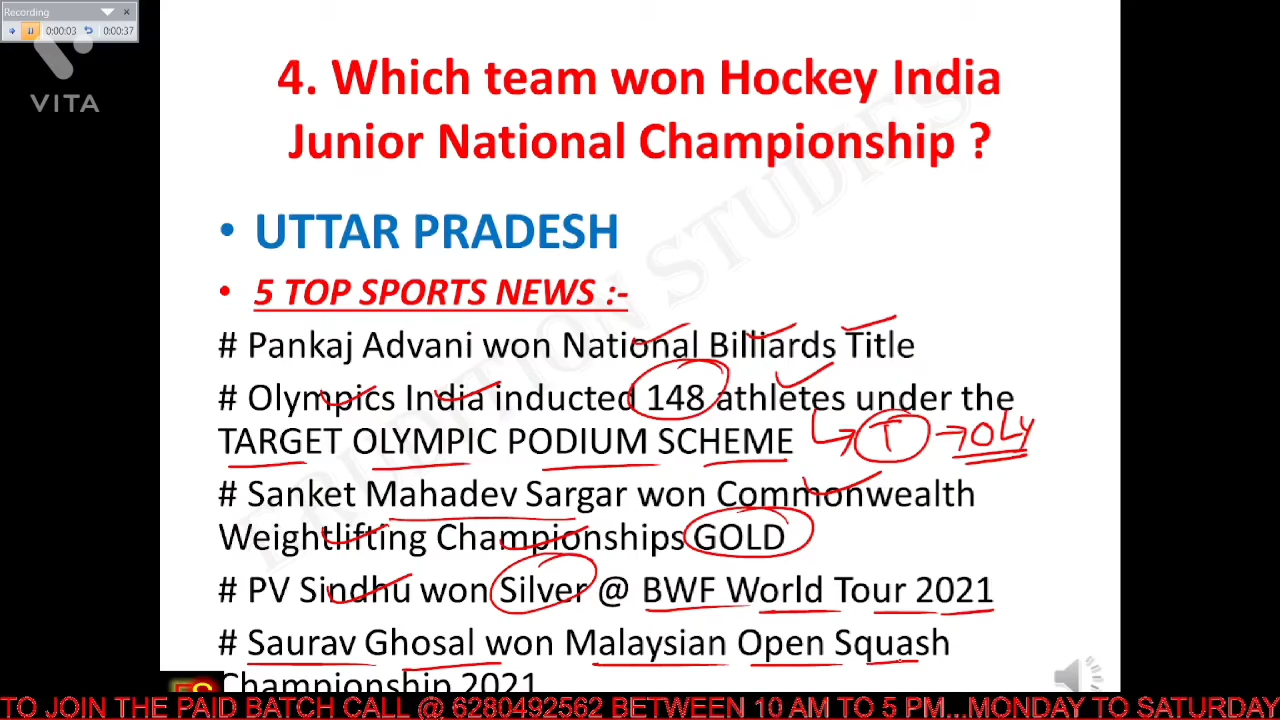 Recording
0:00:03
0:00:37
VITA
4. Which team won Hockey India
Junior National Championship ?
• UTTAR PRADESH
• 5 TOP SPORTS NEWS :-
# Pankaj Advani won National Billiards Title
# Olympics India inducted 148 athletes under the
TARGET OLYMPIC PODIUM SCHEME
T → OLY
# Sanket Mahadev Sargar won Commonwealth
Weightlifting Championships GOLD
# PV Sindhu won Silver @ BWF World Tour 2021
# Saurav Ghosal won Malaysian Open Squash
Championship 2021
ERUDITION STUDIES
TO JOIN THE PAID BATCH CALL @ 6280492562 BETWEEN 10 AM TO 5 PM...MONDAY TO SATURDAY